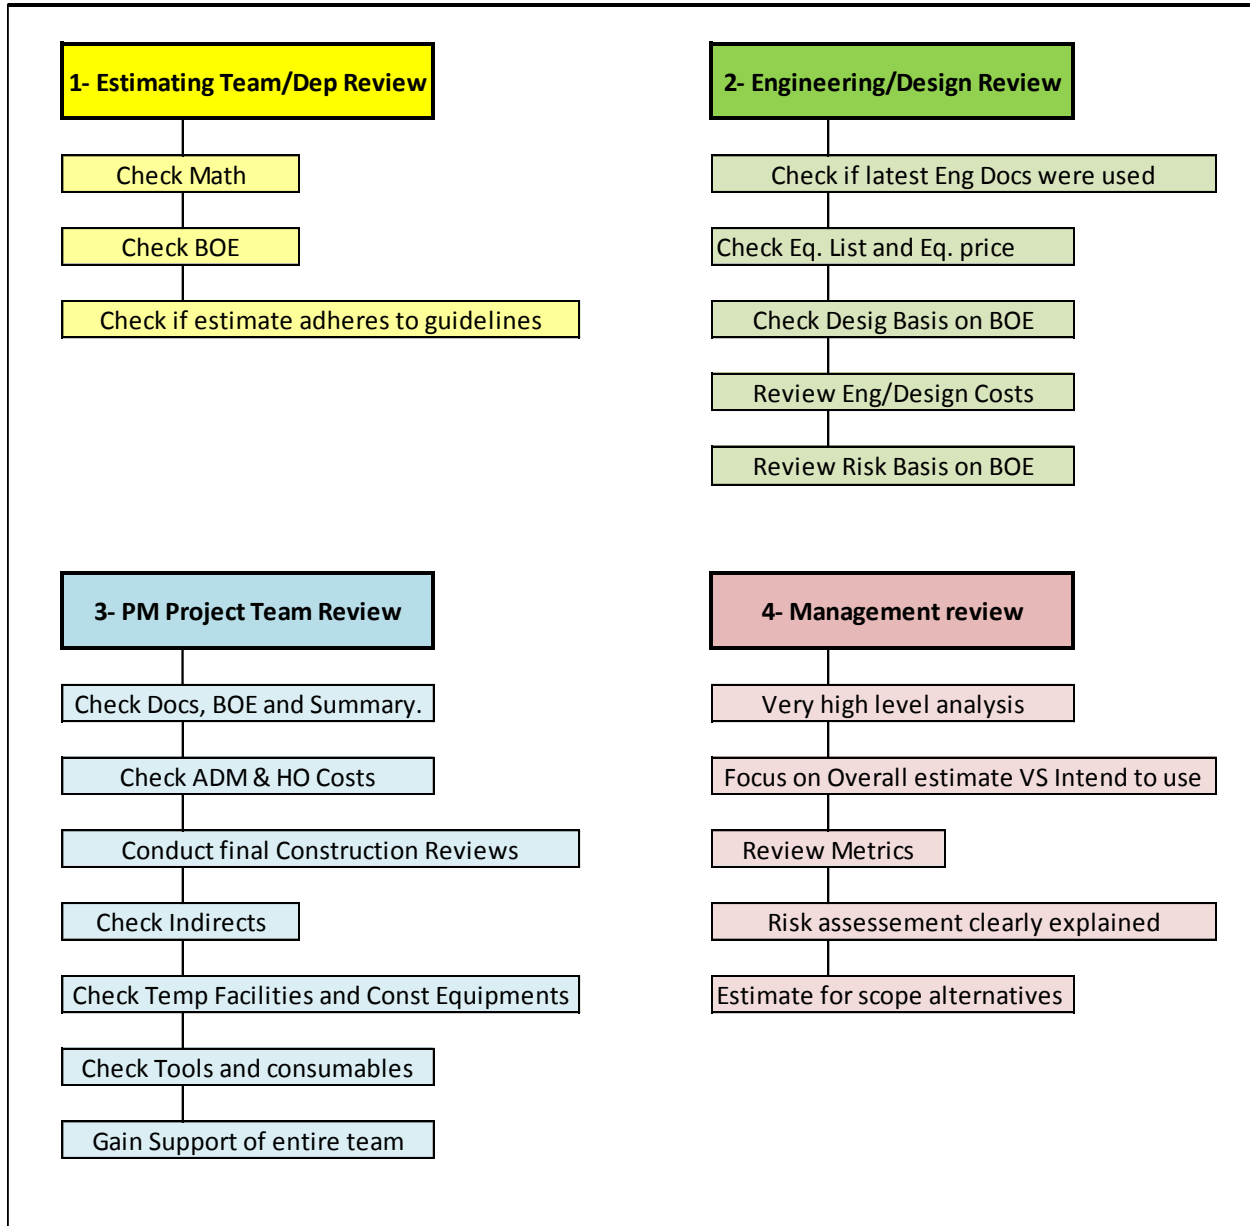 1- Estimating Team/Dep Review
Check Math
Check BOE
Check if estimate adheres to guidelines
2- Engineering/Design Review
Check if latest Eng Docs were used
Check Eq. List and Eq. price
Check Desig Basis on BOE
Review Eng/Design Costs
Review Risk Basis on BOE
3- PM Project Team Review
Check Docs, BOE and Summary.
Check ADM & HO Costs
Conduct final Construction Reviews
Check Indirects
Check Temp Facilities and Const Equipments
Check Tools and consumables
Gain Support of entire team
4- Management review
Very high level analysis
Focus on Overall estimate VS Intend to use
Review Metrics
Risk assessement clearly explained
Estimate for scope alternatives